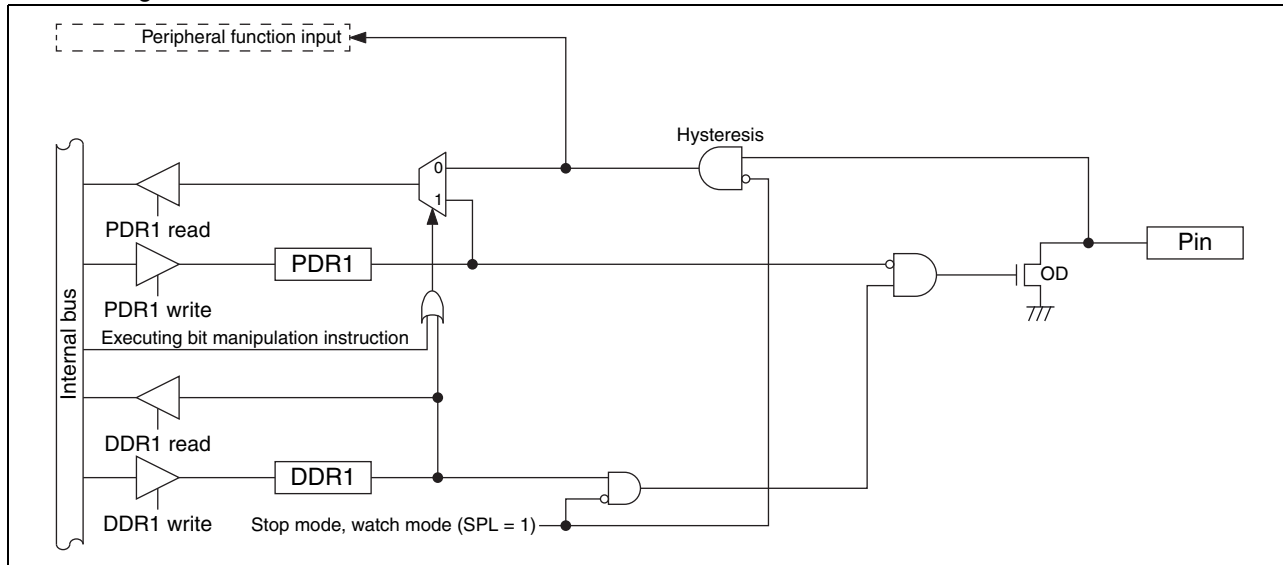 Peripheral function input
Hysteresis
0
1
PDR1 read
Pin
PDR1
OD
PDR1 write
Internal bus
Executing bit manipulation instruction
DDR1 read
DDR1
DDR1 write
Stop mode, watch mode (SPL = 1)